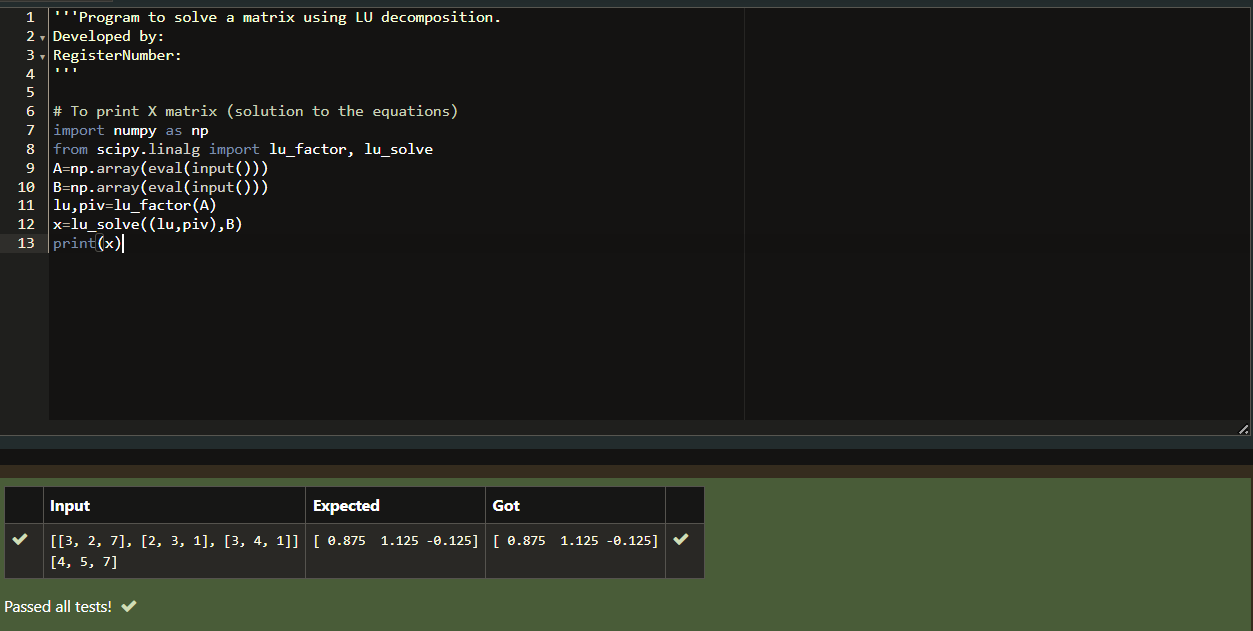 1 '''Program to solve a matrix using LU decomposition.
2 Developed by:
3 RegisterNumber:
4 '''
5
6 # To print X matrix (solution to the equations)
7 import numpy as np
8 from scipy.linalg import lu_factor, lu_solve
9 A=np.array(eval(input()))
10 B=np.array(eval(input()))
11 lu,piv=lu_factor(A)
12 x=lu_solve((lu,piv),B)
13 print(x)
Input Expected Got
[[3, 2, 7], [2, 3, 1], [3, 4, 1]] [ 0.875  1.125 -0.125] [ 0.875  1.125 -0.125]
[4, 5, 7]
Passed all tests!